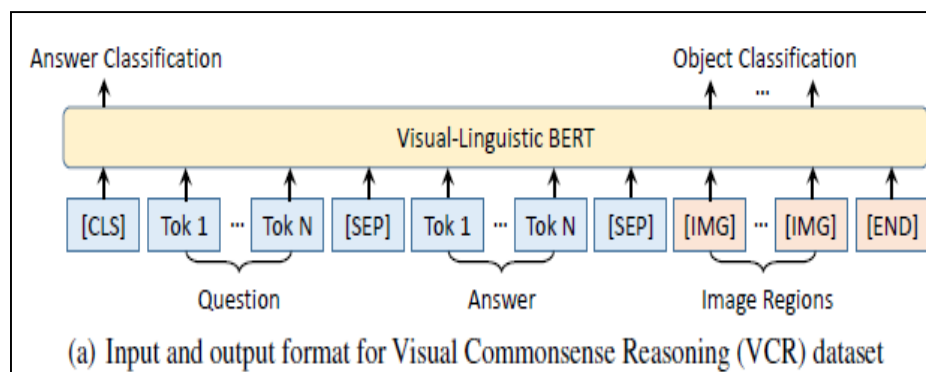 Answer Classification Object Classification
...
Visual-Linguistic BERT
[CLS] Tok 1 ... Tok N [SEP] Tok 1 ... Tok N [SEP] [IMG] ... [IMG] [END]
Question Answer Image Regions
(a) Input and output format for Visual Commonsense Reasoning (VCR) dataset